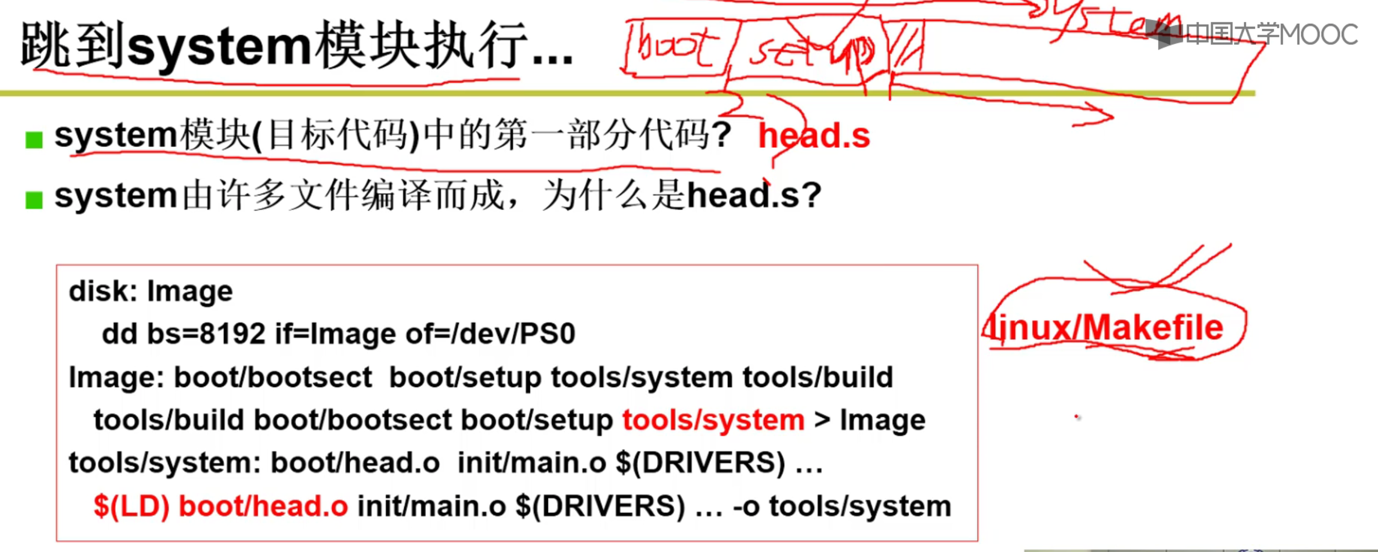 跳到system模块执行...
boot setup
system
中国大学MOOC
system模块(目标代码)中的第一部分代码? head.s
system由许多文件编译而成，为什么是head.s?
disk: Image
dd bs=8192 if=Image of=/dev/PS0
Image: boot/bootsect boot/setup tools/system tools/build
tools/build boot/bootsect boot/setup tools/system > Image
tools/system: boot/head.o init/main.o $(DRIVERS) …
$(LD) boot/head.o init/main.o $(DRIVERS) … -o tools/system
linux/Makefile